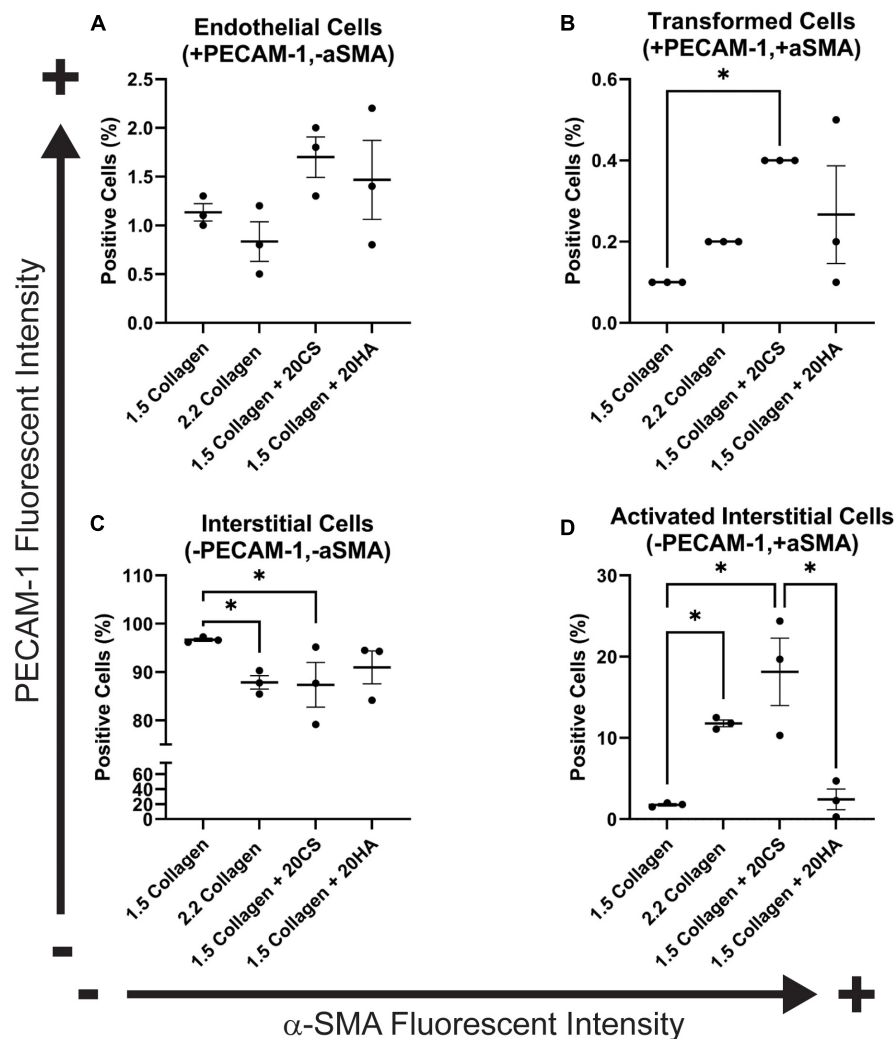 A
Endothelial Cells
(+PECAM-1,-aSMA)
Positive Cells (%)
2.5
2.0
1.5
1.0
0.5
0.0
1.5 Collagen
2.2 Collagen
1.5 Collagen + 20CS
1.5 Collagen + 20HA
B
Transformed Cells
(+PECAM-1,+aSMA)
*
Positive Cells (%)
0.6
0.4
0.2
0.0
1.5 Collagen
2.2 Collagen
1.5 Collagen + 20CS
1.5 Collagen + 20HA
C
Interstitial Cells
(-PECAM-1,-aSMA)
*
*
Positive Cells (%)
110
100
90
80
60
40
20
0
1.5 Collagen
2.2 Collagen
1.5 Collagen + 20CS
1.5 Collagen + 20HA
D
Activated Interstitial Cells
(-PECAM-1,+aSMA)
*
*
*
Positive Cells (%)
30
20
10
0
1.5 Collagen
2.2 Collagen
1.5 Collagen + 20CS
1.5 Collagen + 20HA
+
PECAM-1 Fluorescent Intensity
-
-
+
α-SMA Fluorescent Intensity